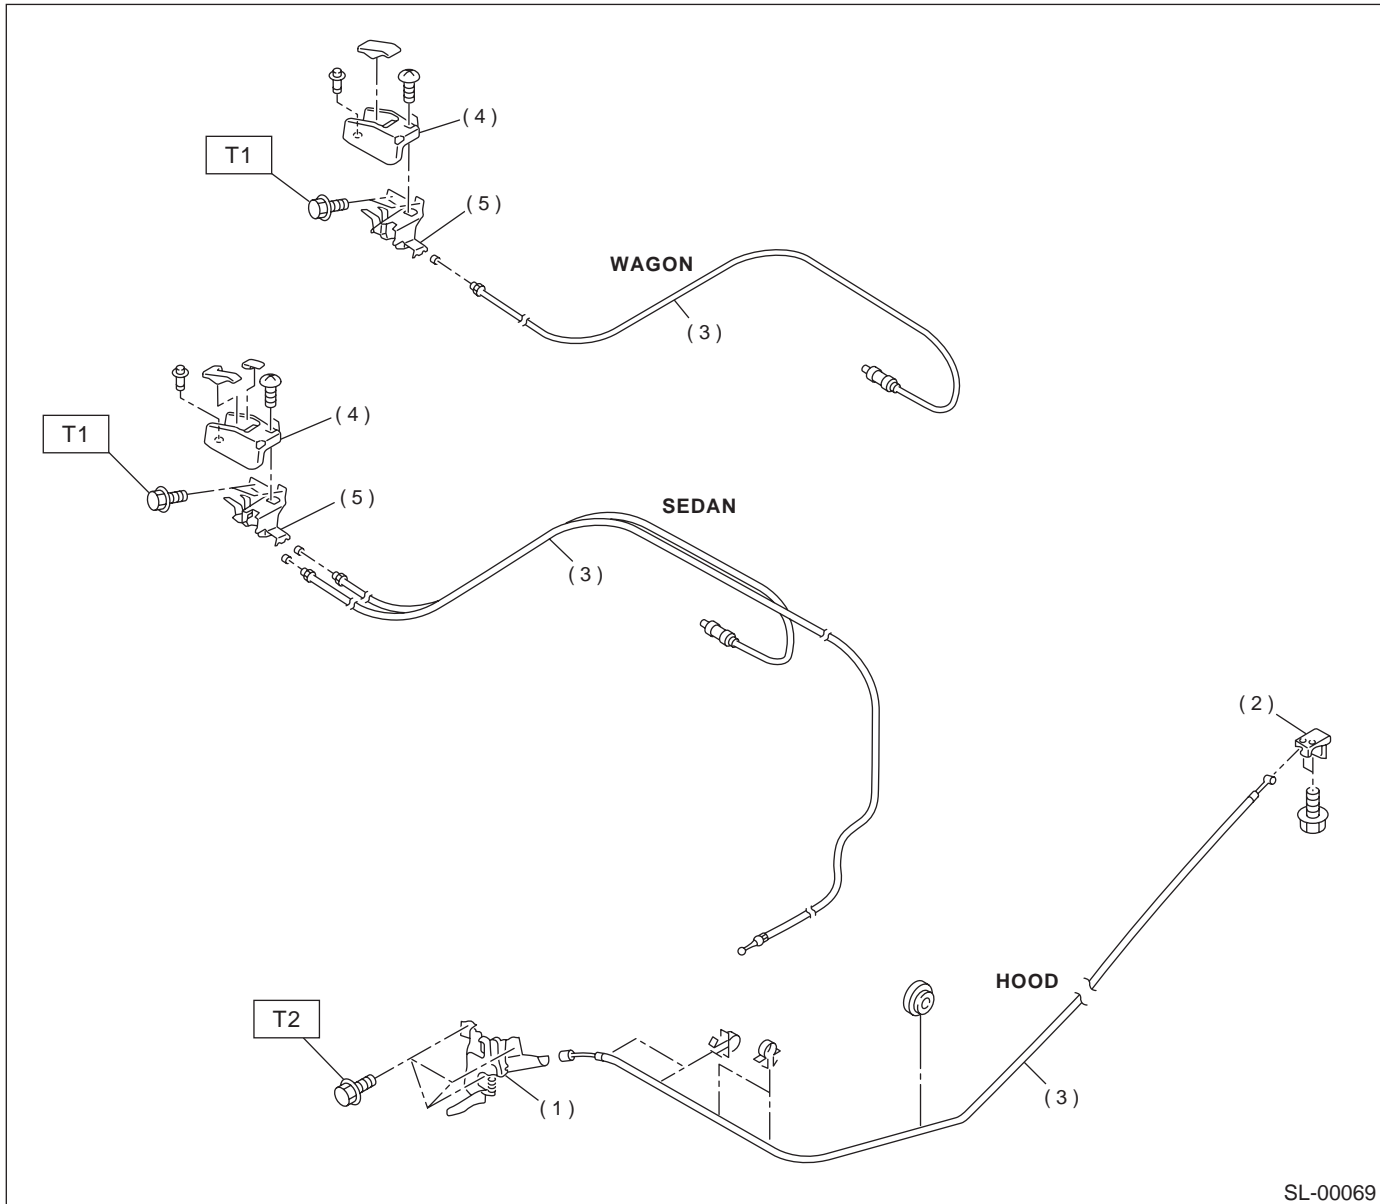 (4)
T1
(5)
WAGON
(3)
(4)
T1
(5)
SEDAN
(3)
(2)
HOOD
T2
(3)
(1)
SL-00069